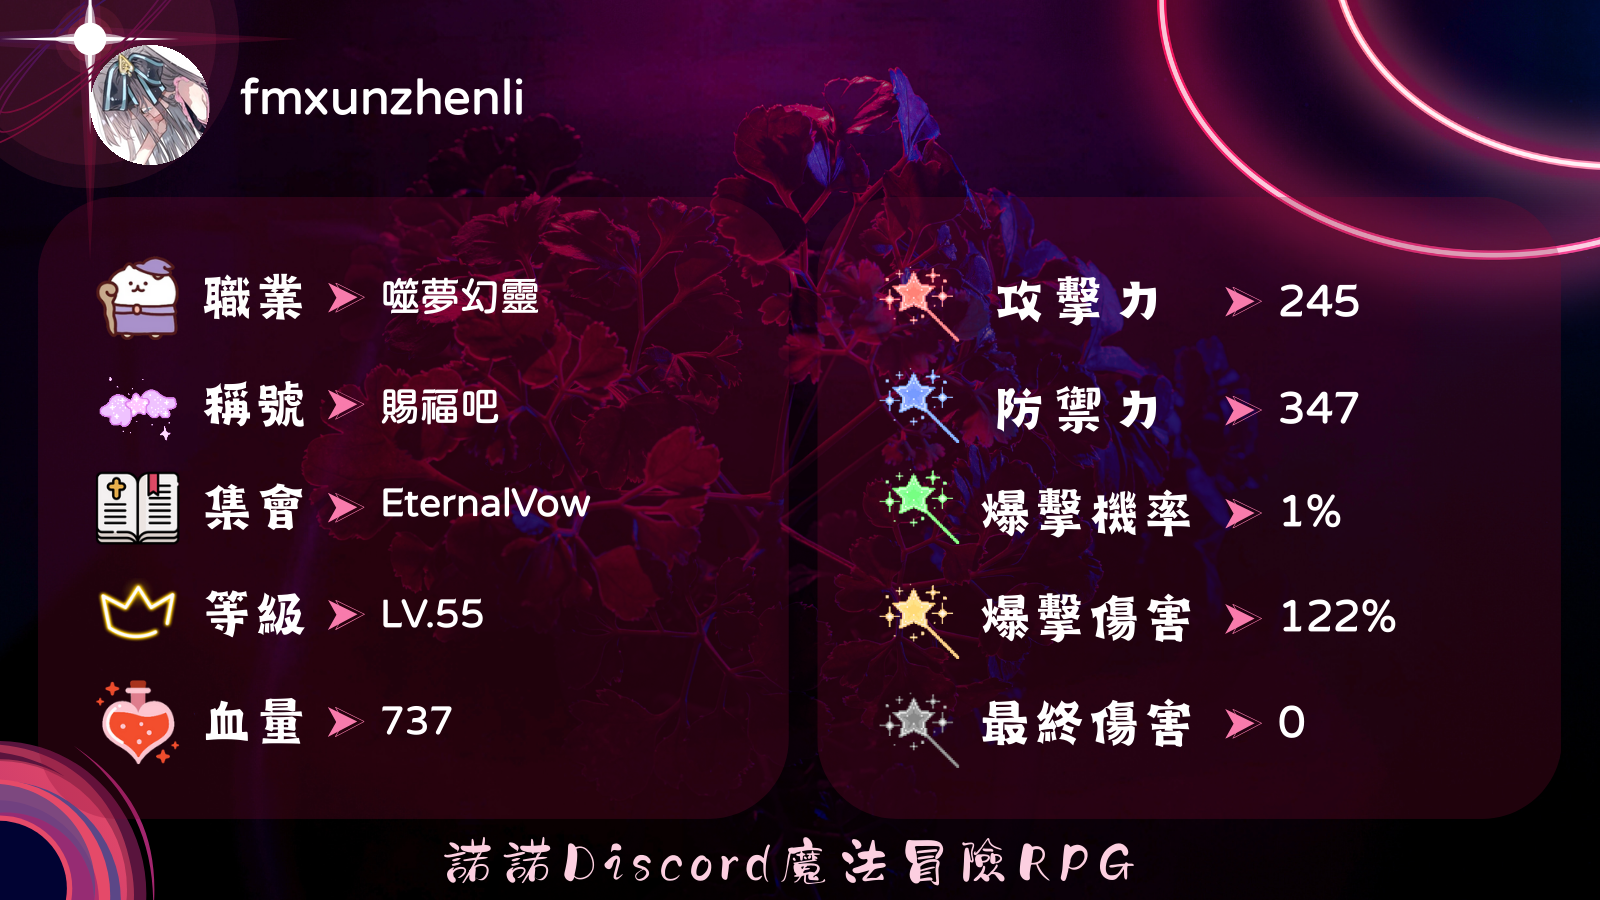 fmxunzhenli
職業 噬夢幻靈
稱號 賜福吧
集會 EternalVow
等級 LV.55
血量 737
攻擊力 245
防禦力 347
爆擊機率 1%
爆擊傷害 122%
最終傷害 0
諾諾Discord魔法冒險RPG